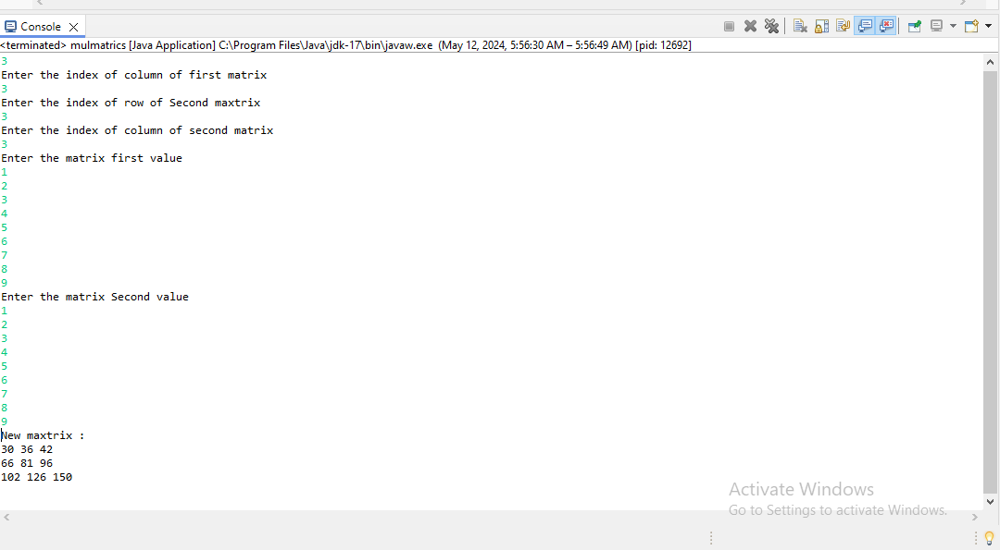 Console
<terminated> mulmatrics [Java Application] C:\Program Files\Java\jdk-17\bin\javaw.exe (May 12, 2024, 5:56:30 AM – 5:56:49 AM) [pid: 12692]
3
Enter the index of column of first matrix
3
Enter the index of row of Second maxtrix
3
Enter the index of column of second matrix
3
Enter the matrix first value
1
2
3
4
5
6
7
8
9
Enter the matrix Second value
1
2
3
4
5
6
7
8
9
New maxtrix :
30 36 42
66 81 96
102 126 150
Activate Windows
Go to Settings to activate Windows.